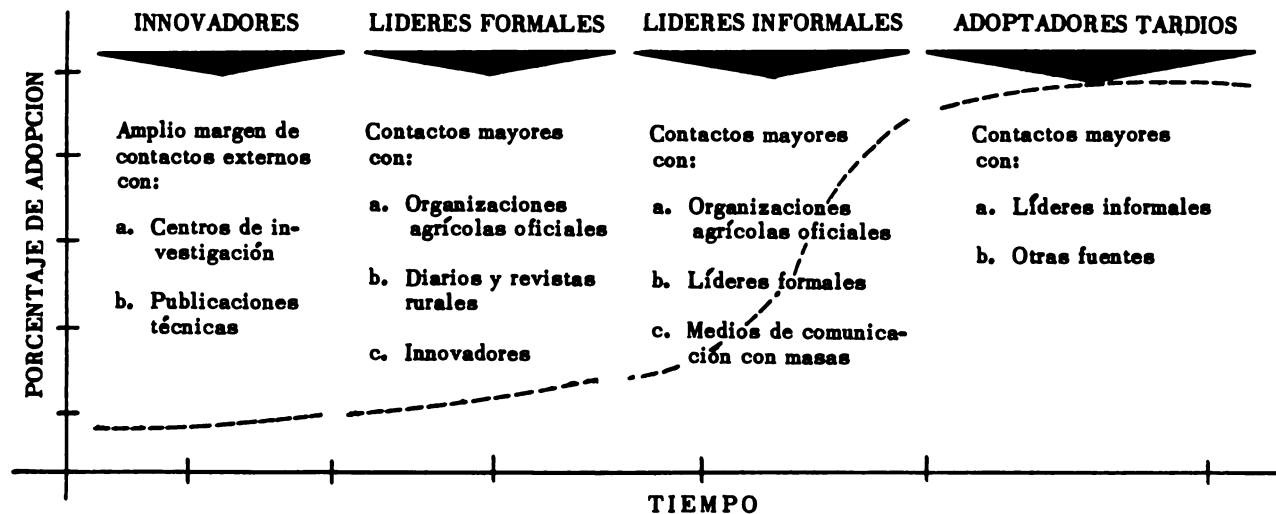 INNOVADORES
LIDERES FORMALES
LIDERES INFORMALES
ADOPTADORES TARDIOS
PORCENTAJE DE ADOPCION
Amplio margen de
contactos externos
con:
a. Centros de in-
vestigación
b. Publicaciones
técnicas
Contactos mayores
con:
a. Organizaciones
agrícolas oficiales
b. Diarios y revistas
rurales
c. Innovadores
Contactos mayores
con:
a. Organizaciones
agrícolas oficiales
b. Líderes formales
c. Medios de comunica-
ción con masas
Contactos mayores
con:
a. Líderes informales
b. Otras fuentes
TIEMPO